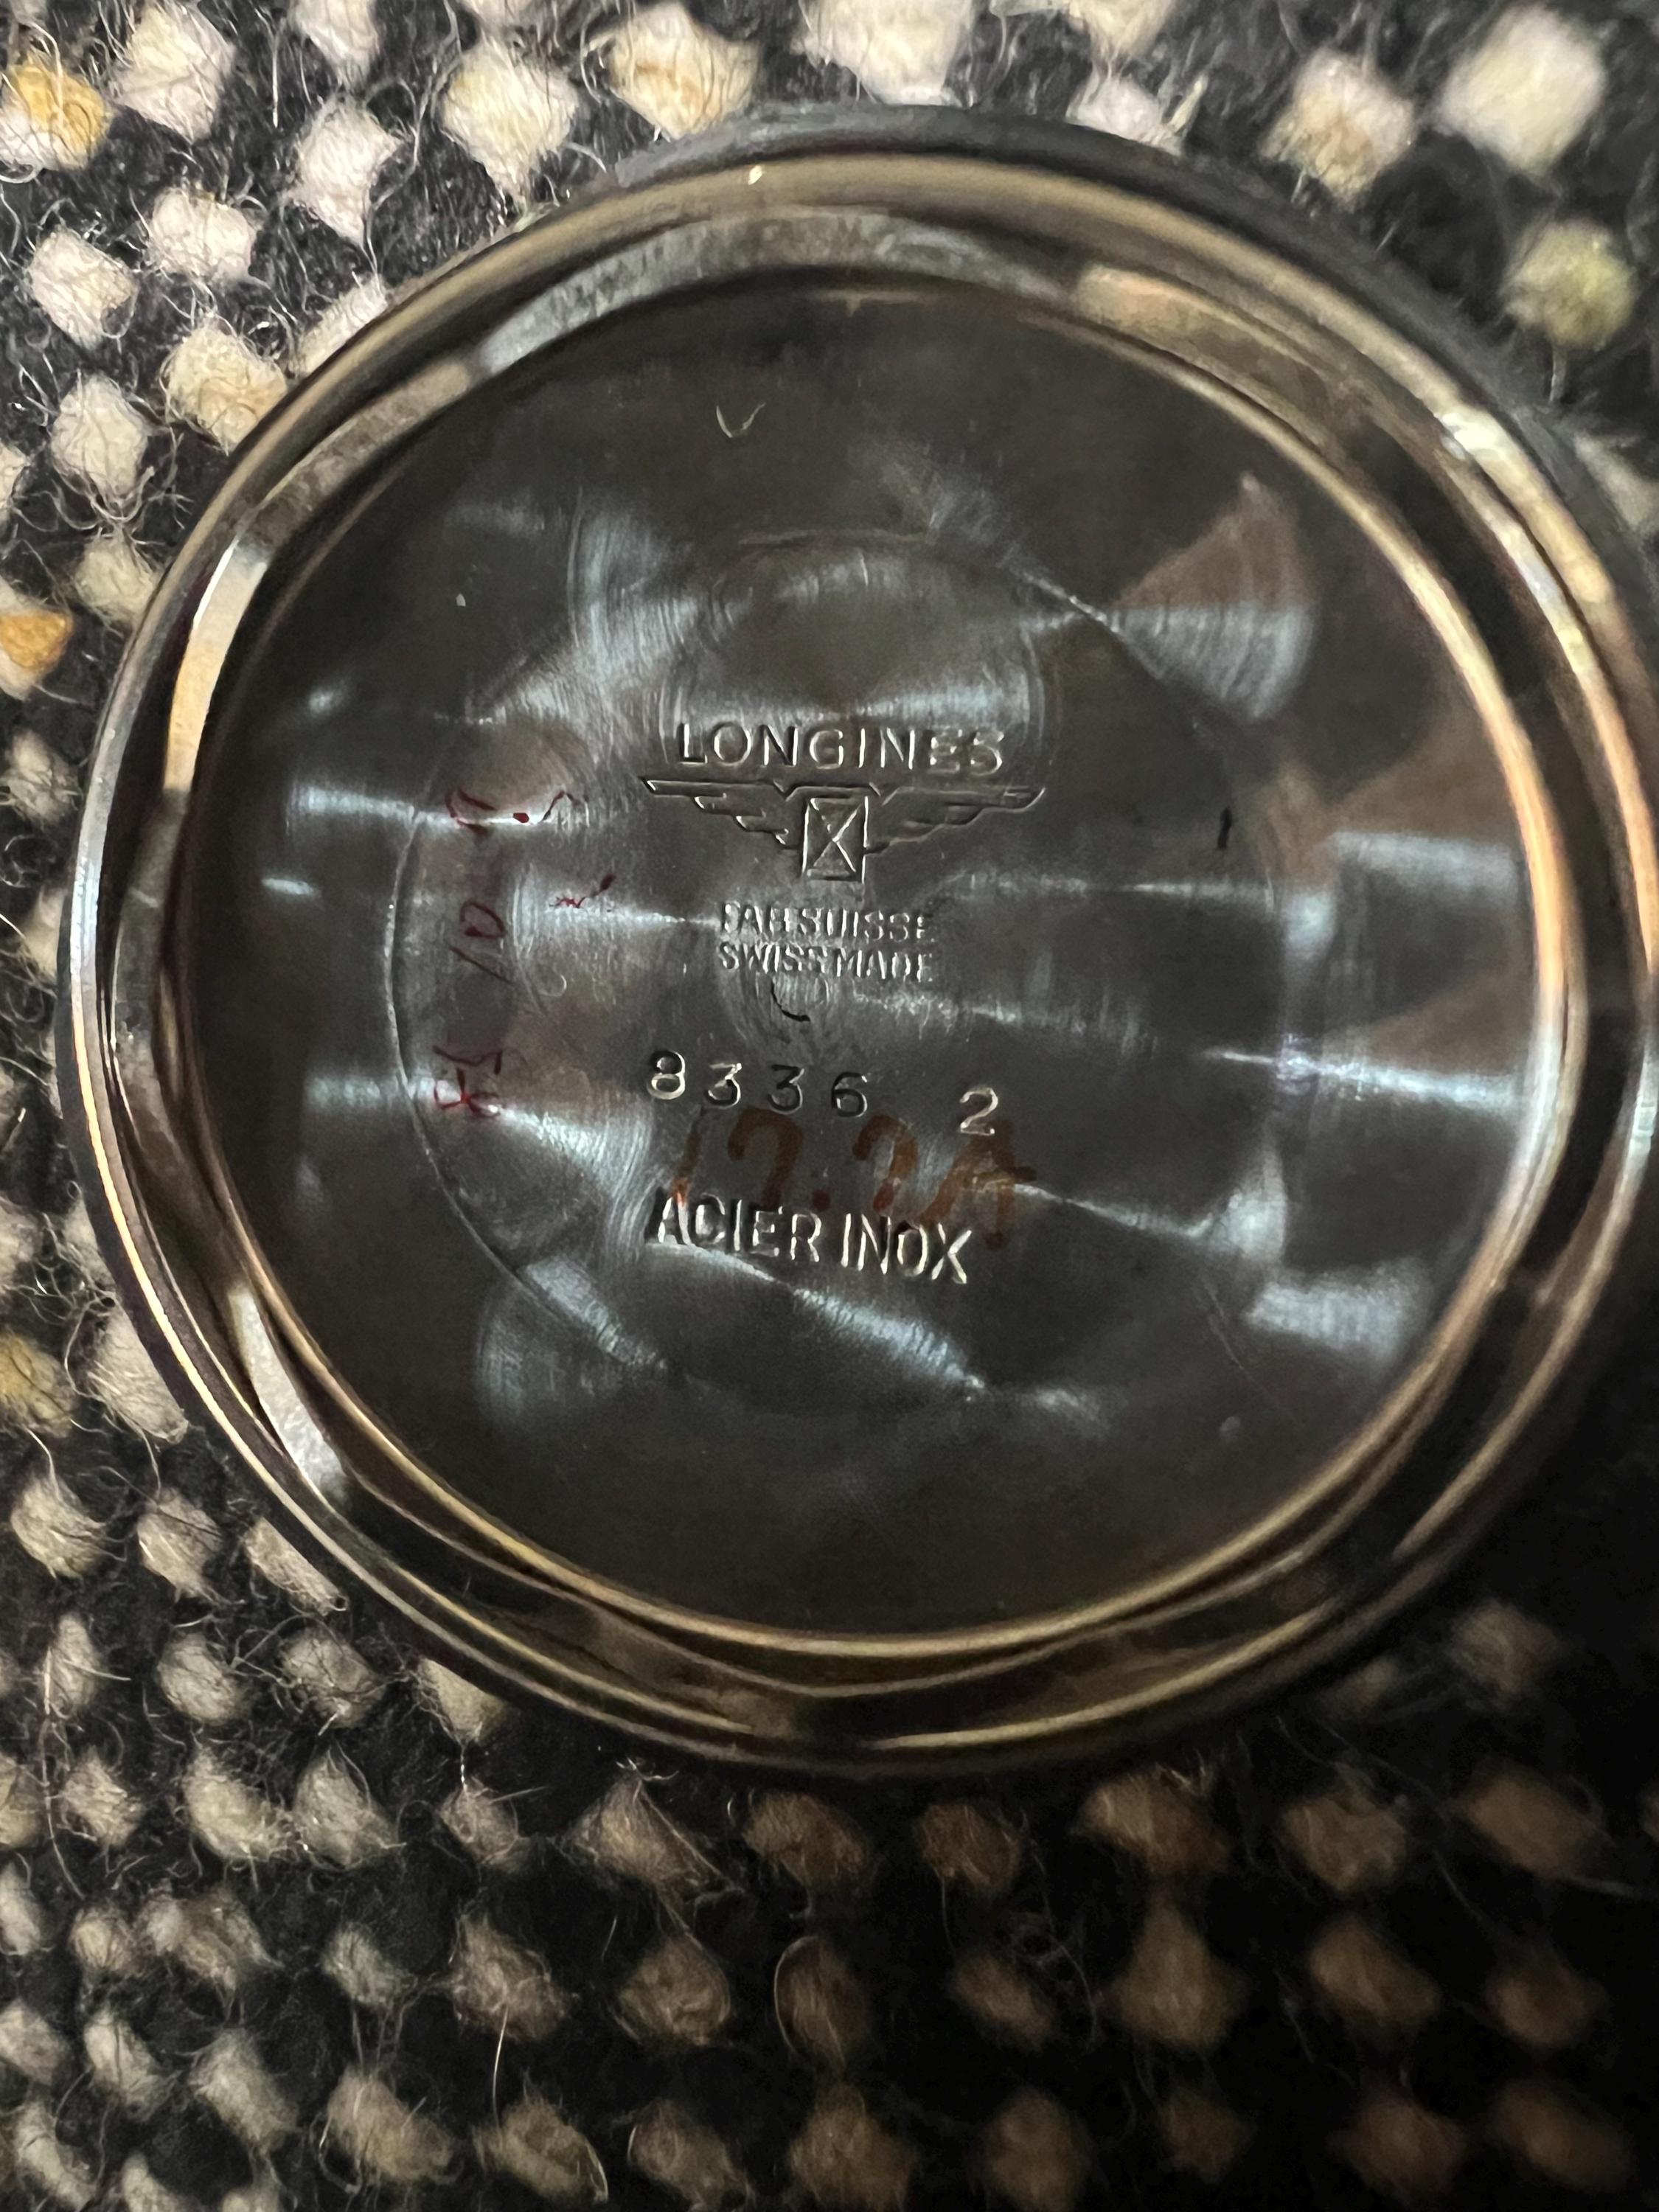 LONGINES
FAB SUISSE
SWISS MADE
8336 2
ACIER INOX